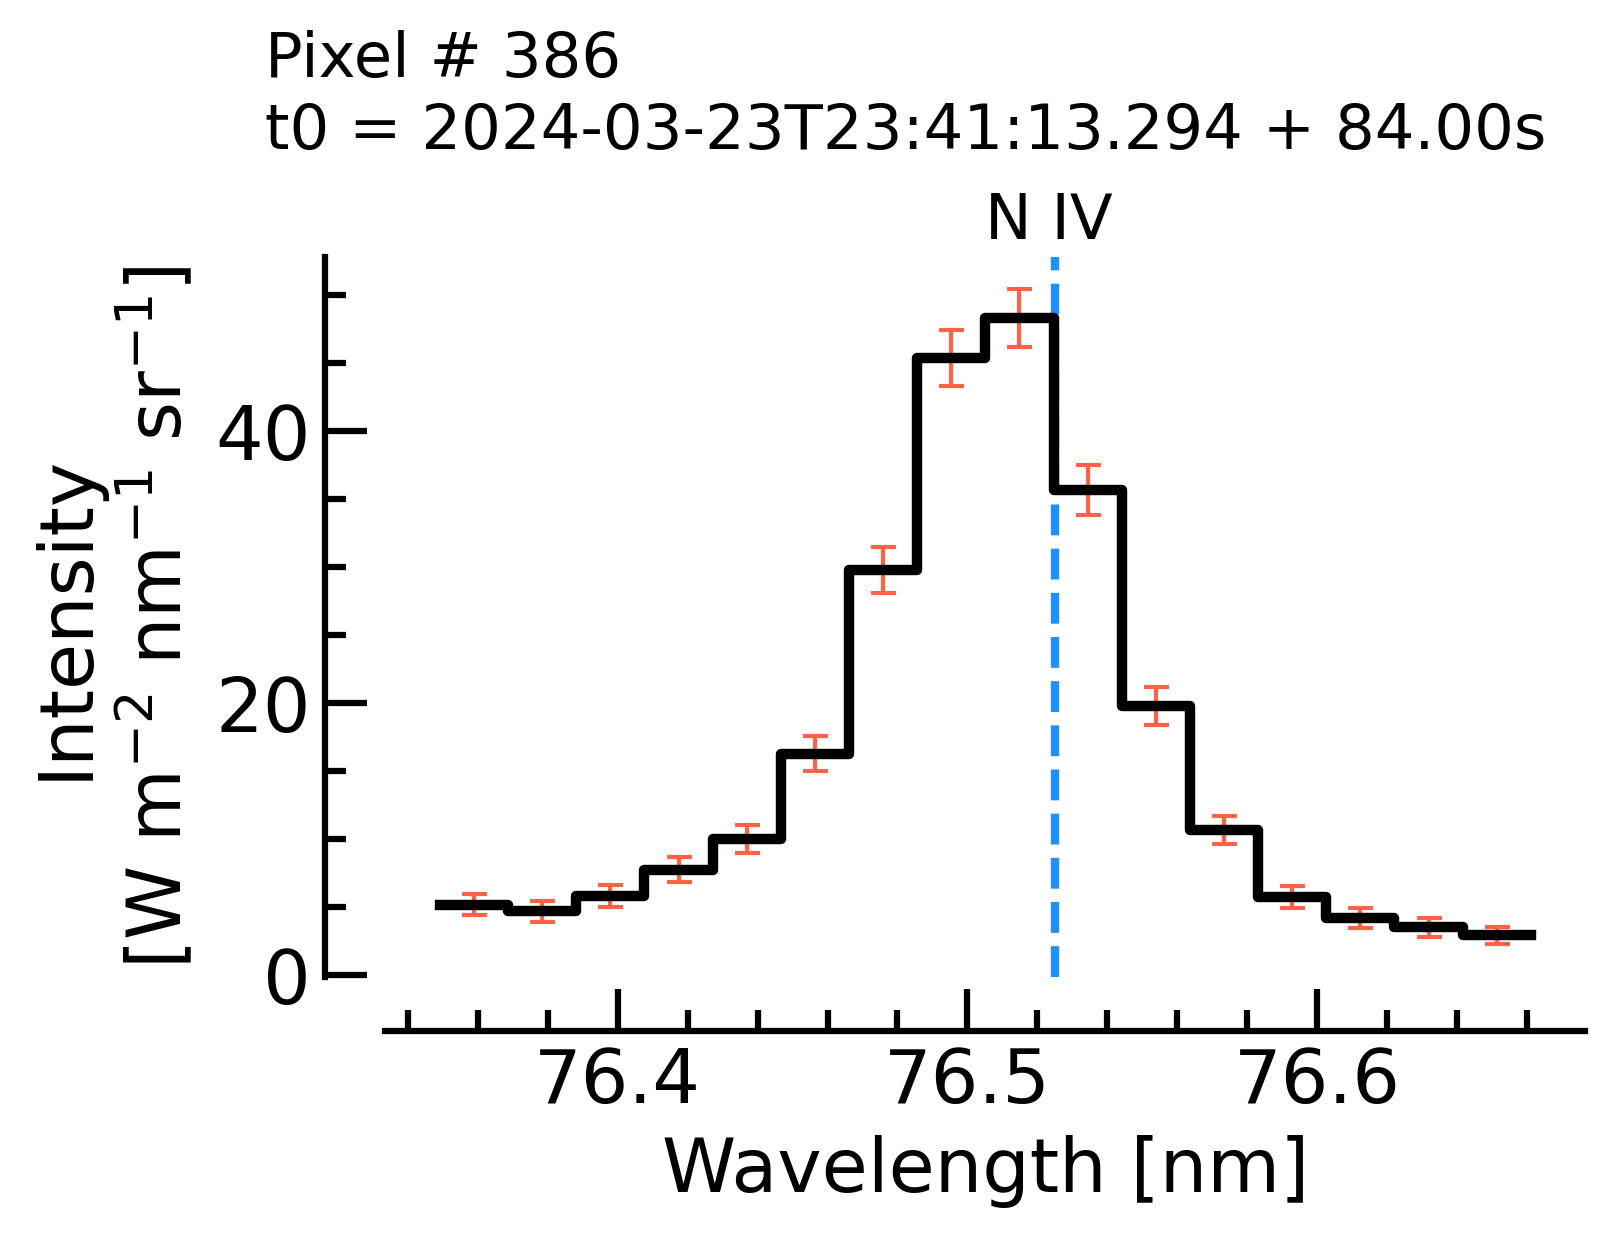 Pixel # 386
t0 = 2024-03-23T23:41:13.294 + 84.00s
N IV
Intensity
[W m⁻² nm⁻¹ sr⁻¹]
40
20
0
76.4 76.5 76.6
Wavelength [nm]